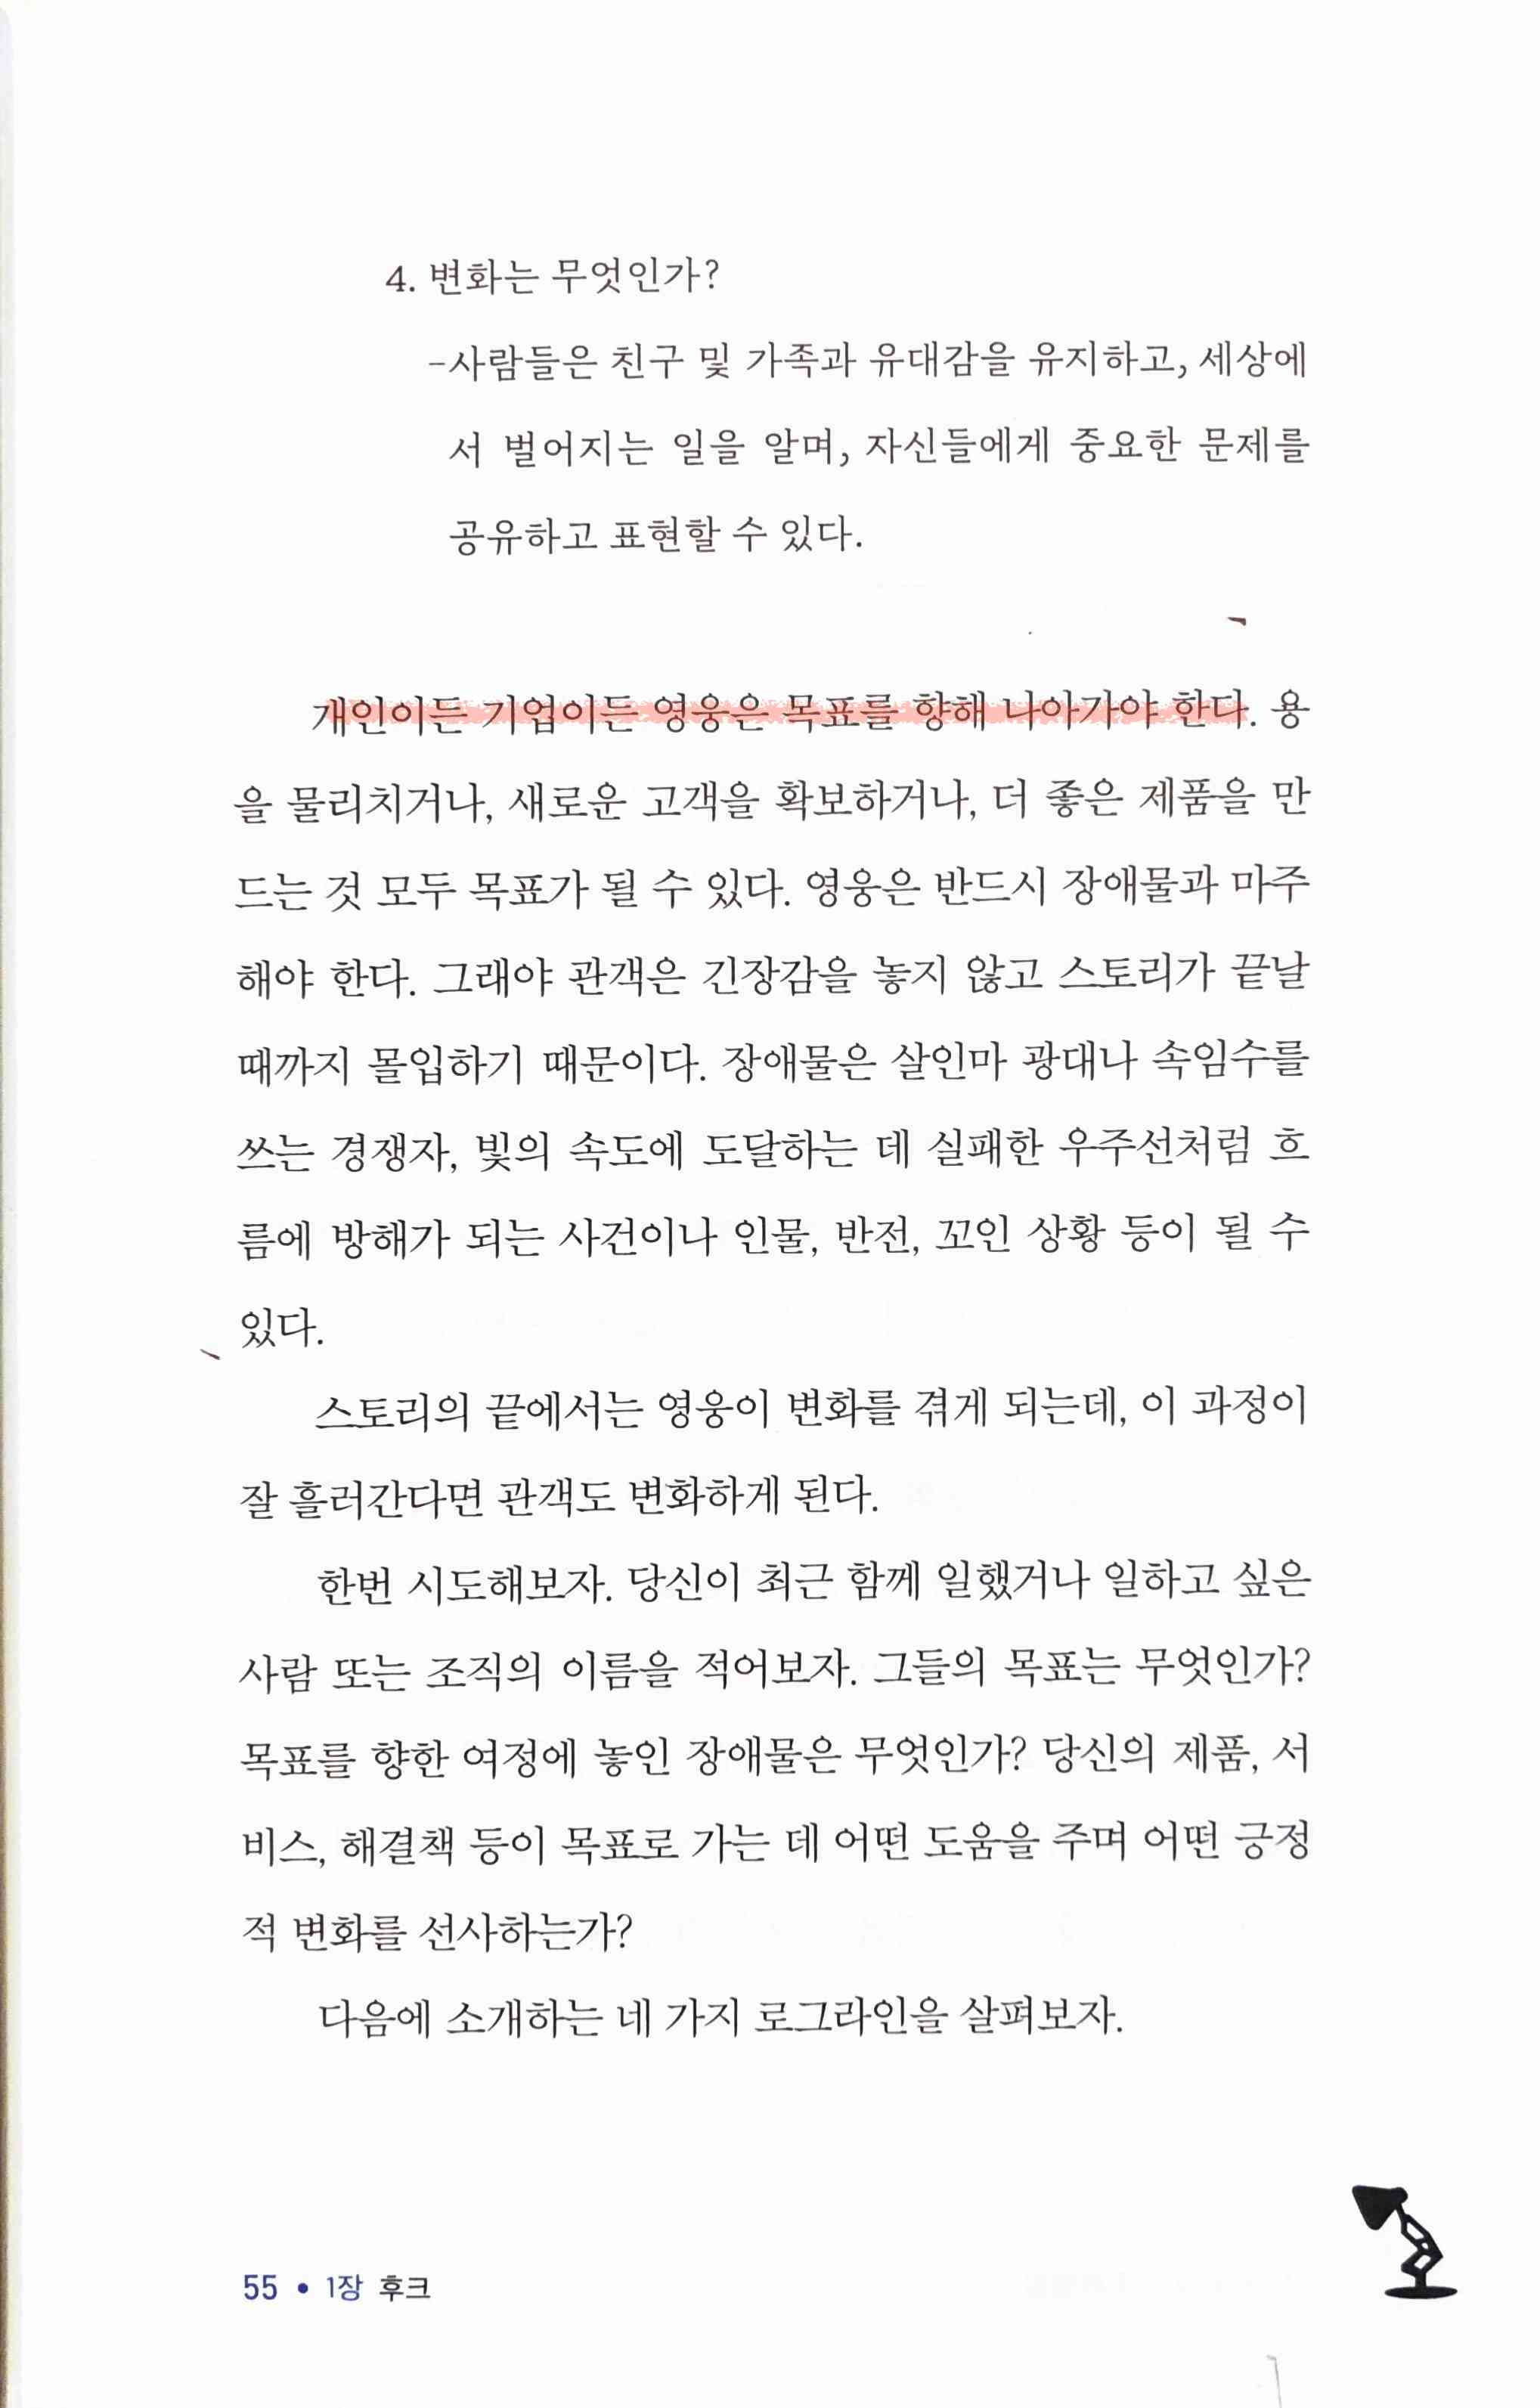 4. 변화는 무엇인가?
-사람들은 친구 및 가족과 유대감을 유지하고, 세상에
서 벌어지는 일을 알며, 자신들에게 중요한 문제를
공유하고 표현할 수 있다.
개인이든 기업이든 영웅은 목표를 향해 나아가야 한다. 용
을 물리치거나, 새로운 고객을 확보하거나, 더 좋은 제품을 만
드는 것 모두 목표가 될 수 있다. 영웅은 반드시 장애물과 마주
해야 한다. 그래야 관객은 긴장감을 놓지 않고 스토리가 끝날
때까지 몰입하기 때문이다. 장애물은 살인마 광대나 속임수를
쓰는 경쟁자, 빛의 속도에 도달하는 데 실패한 우주선처럼 흐
름에 방해가 되는 사건이나 인물, 반전, 꼬인 상황 등이 될 수
있다.
스토리의 끝에서는 영웅이 변화를 겪게 되는데, 이 과정이
잘 흘러간다면 관객도 변화하게 된다.
한번 시도해보자. 당신이 최근 함께 일했거나 일하고 싶은
사람 또는 조직의 이름을 적어보자. 그들의 목표는 무엇인가?
목표를 향한 여정에 놓인 장애물은 무엇인가? 당신의 제품, 서
비스, 해결책 등이 목표로 가는 데 어떤 도움을 주며 어떤 긍정
적 변화를 선사하는가?
다음에 소개하는 네 가지 로그라인을 살펴보자.
55 • 1장 후크